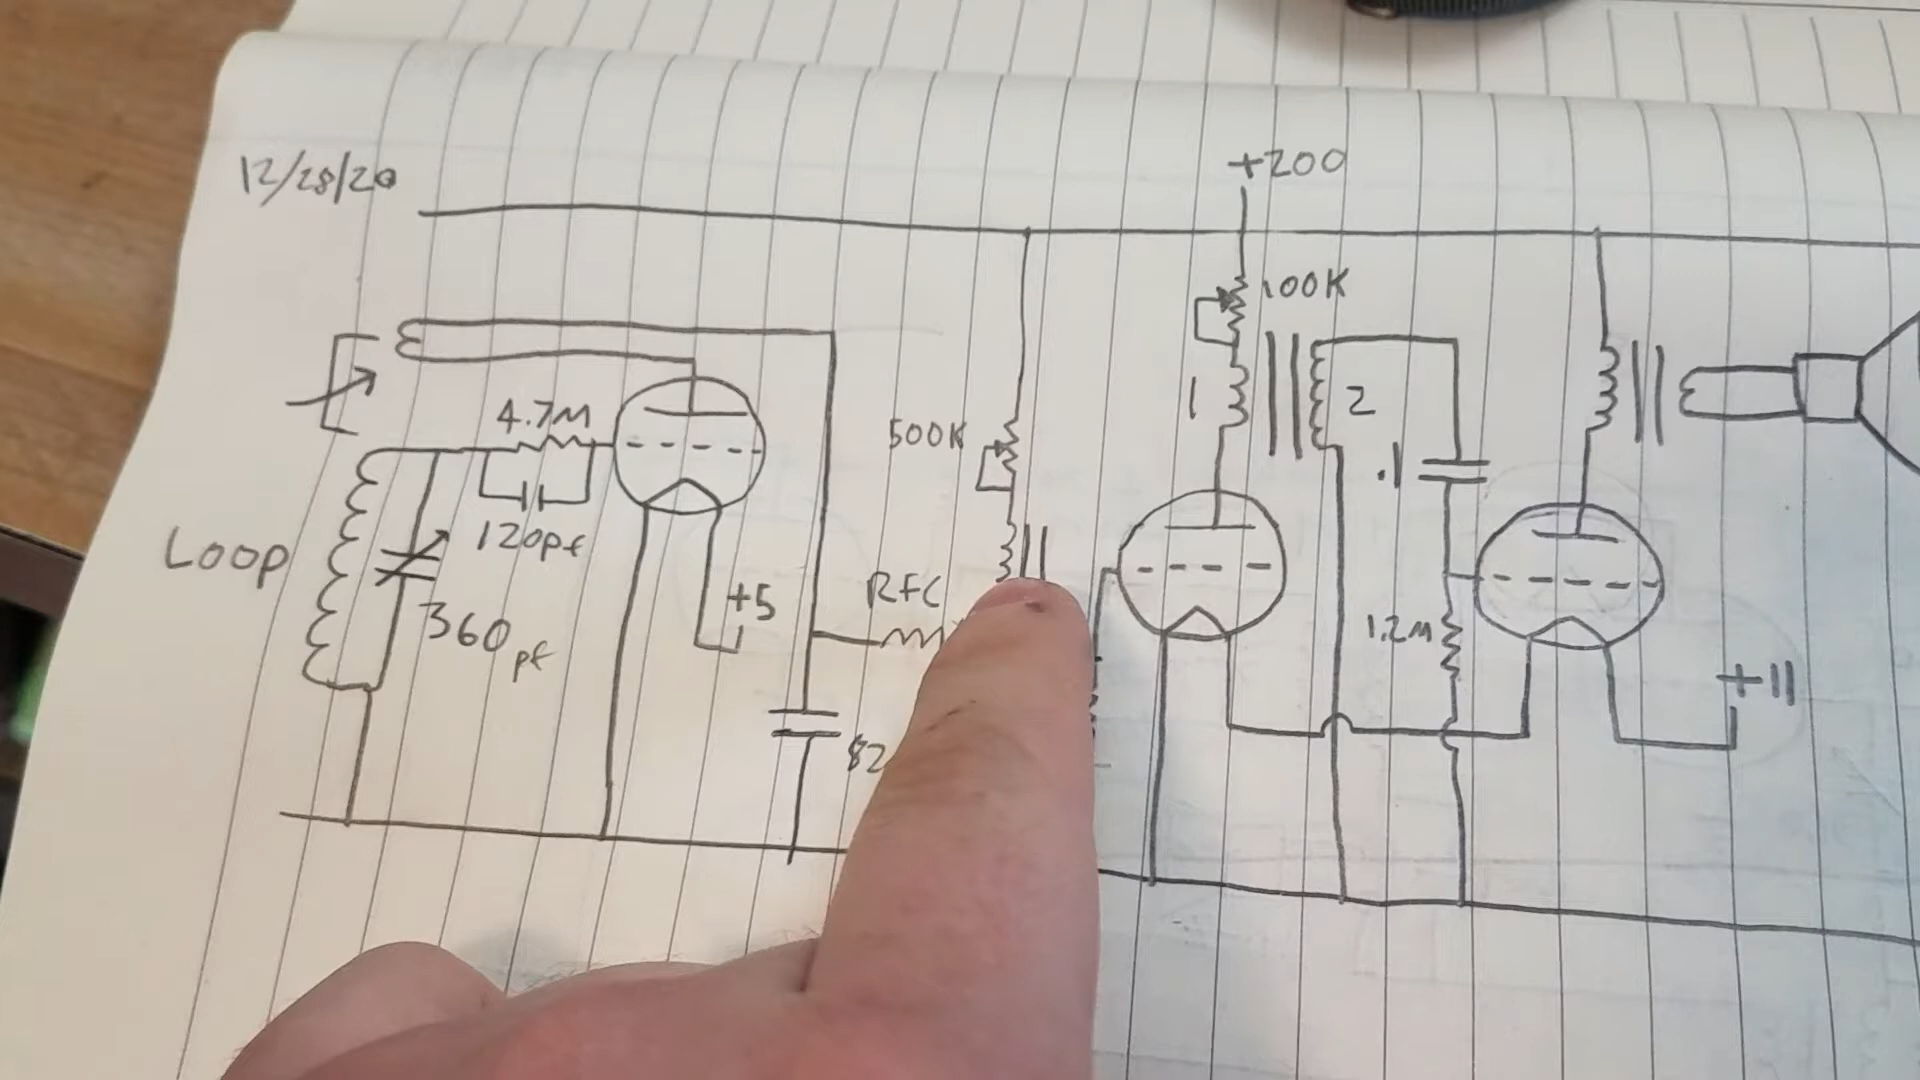 12/28/20
+200
100K
4.7M
500K
1
2
.1
120pf
Loop
+5
RFC
360pf
1.2M
+11
82